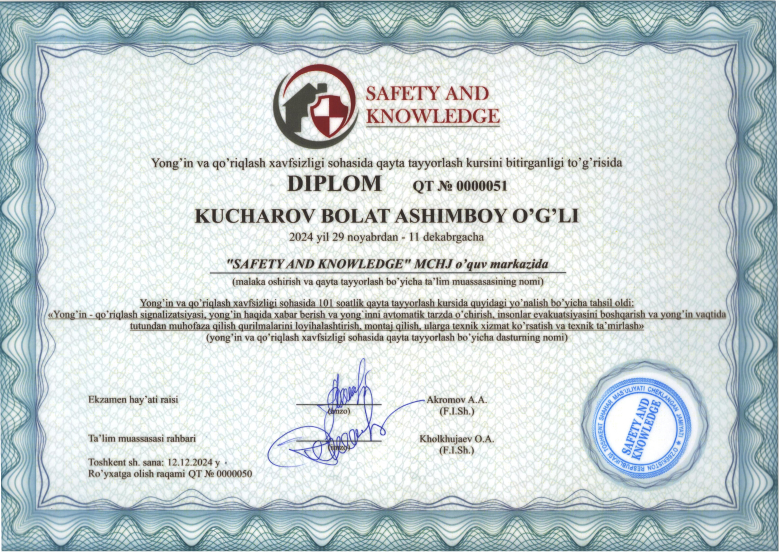 SAFETY AND
KNOWLEDGE
Yong'in va qo'riqlash xavfsizligi sohasida qayta tayyorlash kursini bitirganligi to'g'risida
DIPLOM QT № 0000051
KUCHAROV BOLAT ASHIMBOY O'G'LI
2024 yil 29 noyabrdan - 11 dekabrgacha
"SAFETY AND KNOWLEDGE" MCHJ o'quv markazida
(malaka oshirish va qayta tayyorlash bo'yicha ta'lim muassasasining nomi)
Yong'in va qo'riqlash xavfsizligi sohasida 101 soatlik qayta tayyorlash kursida quyidagi yo'nalish bo'yicha tahsil oldi:
«Yong'in - qo'riqlash signalizatsiyasi, yong'in haqida xabar berish va yong'inni avtomatik tarzda o'chirish, insonlar evakuatsiyasini boshqarish va yong'in vaqtida
tutundan muhofaza qilish qurilmalarini loyihalashtirish, montaj qilish, ularga texnik xizmat ko'rsatish va texnik ta'mirlash»
(yong'in va qo'riqlash xavfsizligi sohasida qayta tayyorlash bo'yicha dasturning nomi)
Ekzamen hay'ati raisi (imzo) Akromov A.A.
(F.I.Sh.)
Ta'lim muassasasi rahbari (imzo) Kholkhujaev O.A.
(F.I.Sh.)
Toshkent sh. sana: 12.12.2024 y
Ro'yxatga olish raqami QT № 0000050
SAFETY AND
KNOWLEDGE